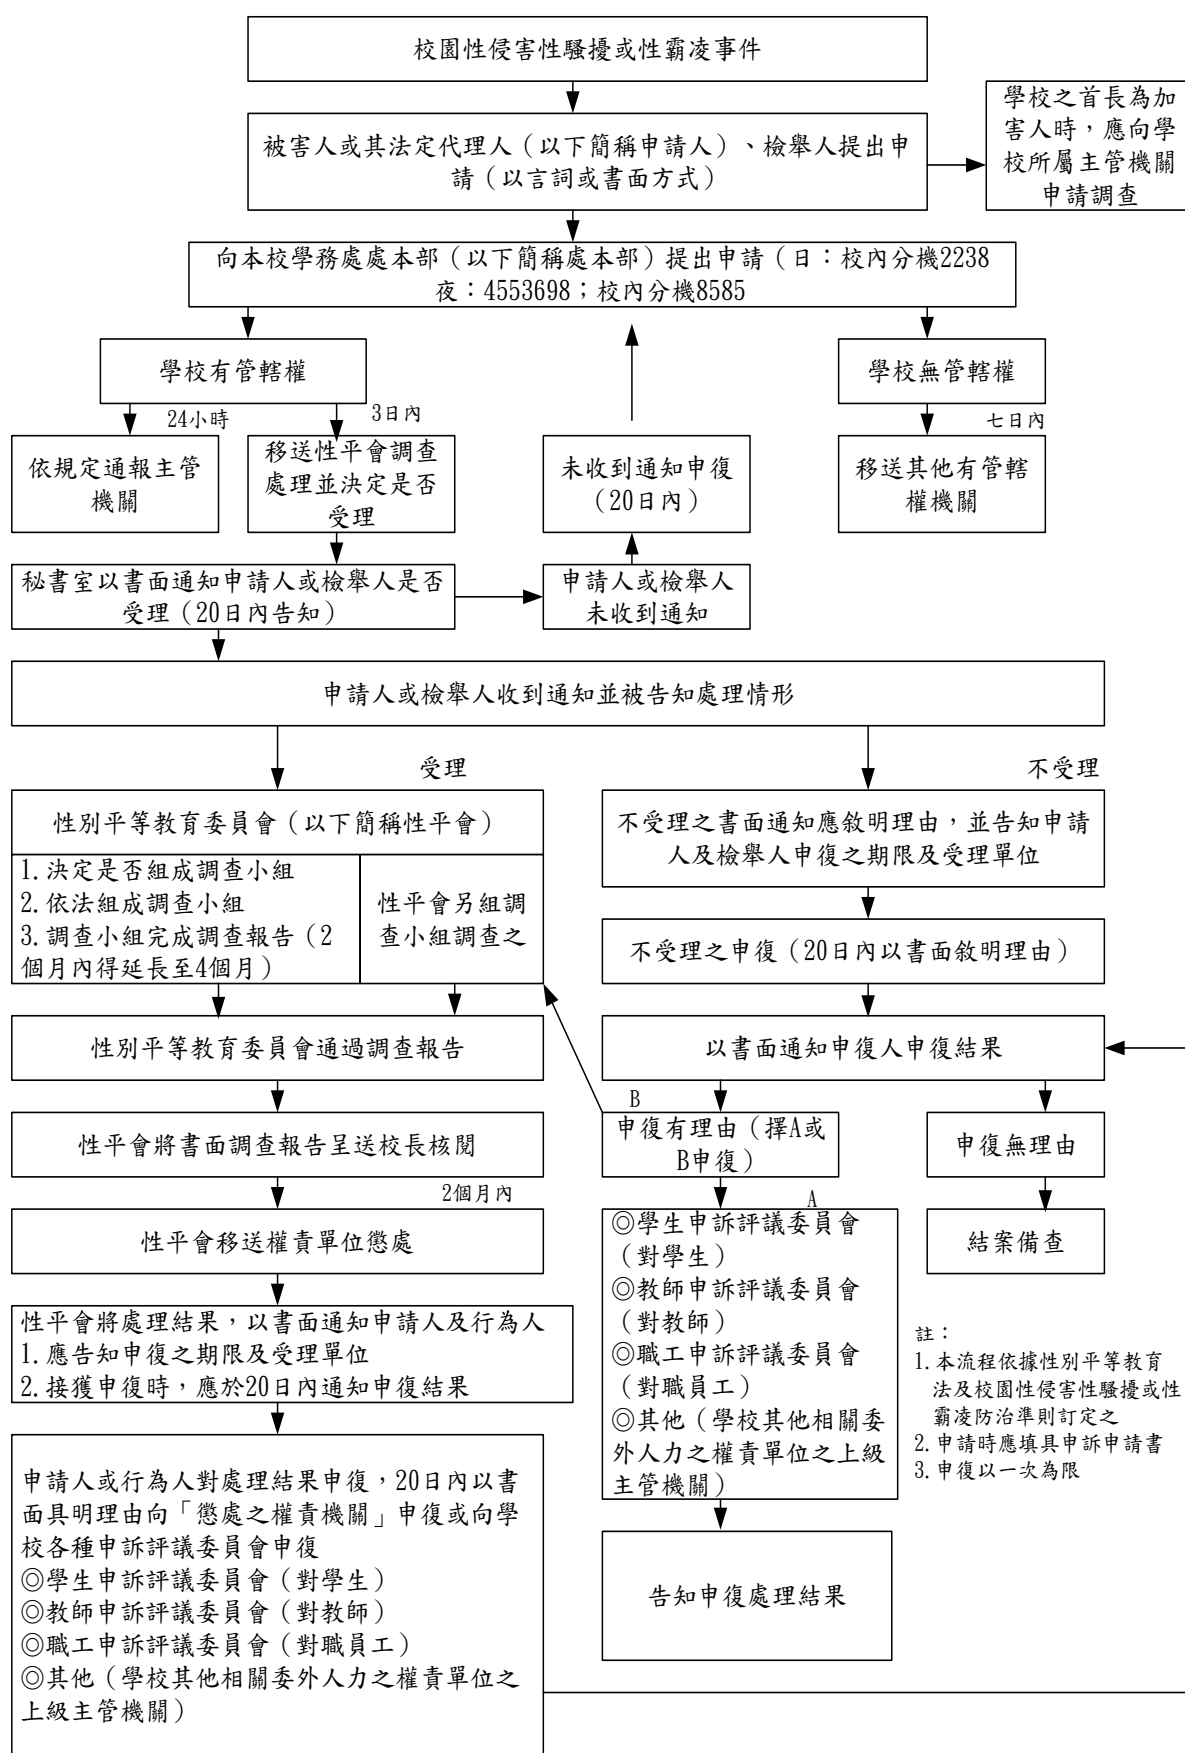 校園性侵害性騷擾或性霸凌事件
被害人或其法定代理人（以下簡稱申請人）、檢舉人提出申
請（以言詞或書面方式）
學校之首長為加
害人時，應向學
校所屬主管機關
申請調查
向本校學務處處本部（以下簡稱處本部）提出申請（日：校內分機2238
夜：4553698；校內分機8585
學校有管轄權
學校無管轄權
24小時
3日內
七日內
依規定通報主管
機關
移送性平會調查
處理並決定是否
受理
未收到通知申復
（20日內）
移送其他有管轄
權機關
秘書室以書面通知申請人或檢舉人是否
受理（20日內告知）
申請人或檢舉人
未收到通知
申請人或檢舉人收到通知並被告知處理情形
受理
不受理
性別平等教育委員會（以下簡稱性平會）
1.決定是否組成調查小組
2.依法組成調查小組
3.調查小組完成調查報告（2
個月內得延長至4個月）
性平會另組調
查小組調查之
不受理之書面通知應敘明理由，並告知申請
人及檢舉人申復之期限及受理單位
不受理之申復（20日內以書面敘明理由）
性別平等教育委員會通過調查報告
以書面通知申復人申復結果
B
性平會將書面調查報告呈送校長核閱
申復有理由（擇A或
B申復）
申復無理由
2個月內
A
性平會移送權責單位懲處
◎學生申訴評議委員會
（對學生）
◎教師申訴評議委員會
（對教師）
◎職工申訴評議委員會
（對職員工）
◎其他（學校其他相關委
外人力之權責單位之上級
主管機關）
結案備查
性平會將處理結果，以書面通知申請人及行為人
1.應告知申復之期限及受理單位
2.接獲申復時，應於20日內通知申復結果
註：
1.本流程依據性別平等教育
法及校園性侵害性騷擾或性
霸凌防治準則訂定之
2.申請時應填具申訴申請書
3.申復以一次為限
申請人或行為人對處理結果申復，20日內以書
面具明理由向「懲處之權責機關」申復或向學
校各種申訴評議委員會申復
◎學生申訴評議委員會（對學生）
◎教師申訴評議委員會（對教師）
◎職工申訴評議委員會（對職員工）
◎其他（學校其他相關委外人力之權責單位之
上級主管機關）
告知申復處理結果